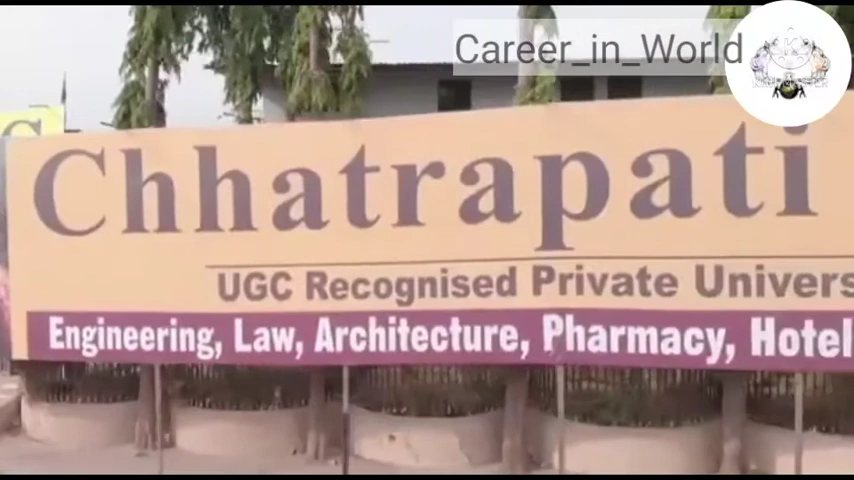 Career_in_World
Chhatrapati
UGC Recognised Private Univers
Engineering, Law, Architecture, Pharmacy, Hotel